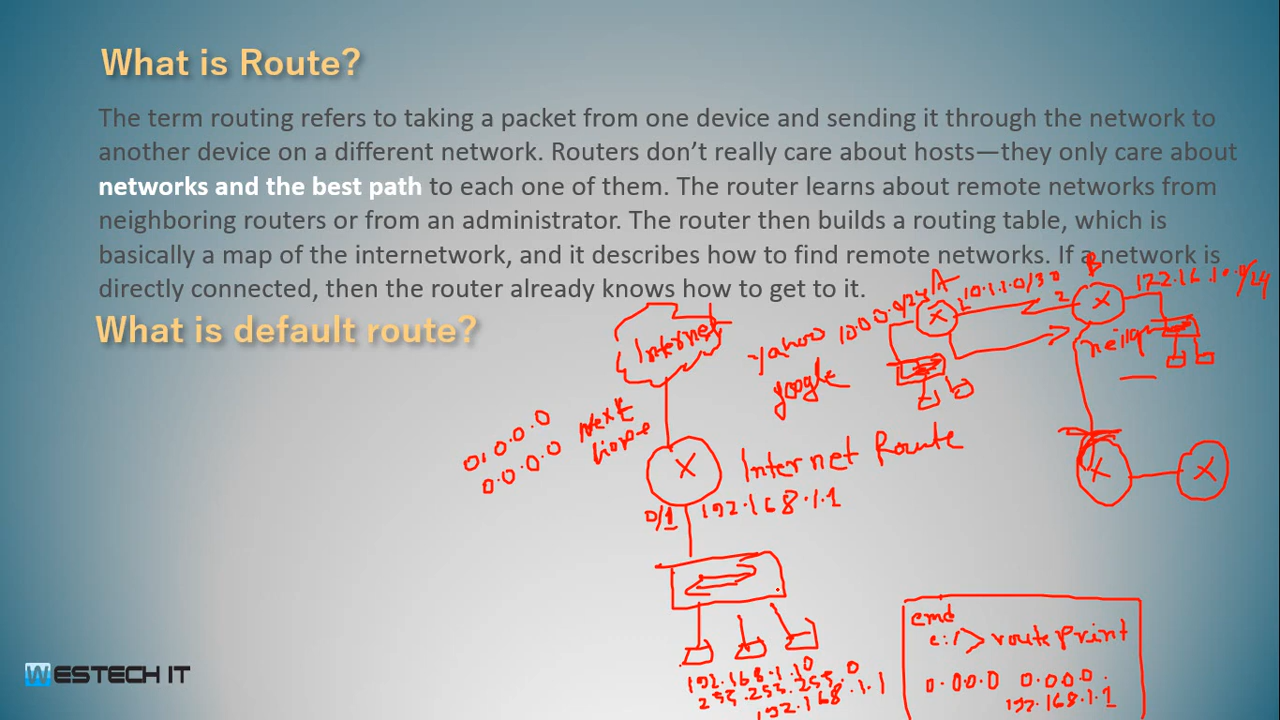 What is Route?
The term routing refers to taking a packet from one device and sending it through the network to
another device on a different network. Routers don't really care about hosts—they only care about
networks and the best path to each one of them. The router learns about remote networks from
neighboring routers or from an administrator. The router then builds a routing table, which is
basically a map of the internetwork, and it describes how to find remote networks. If a network is
directly connected, then the router already knows how to get to it.
What is default route?
A
B
10.1.1.0/30
2
172.16.10.0/24
Internet
yahoo
google
X
X
0.0.0.0
0.0.0.0
Next
X
Internet Route
X
X
0/1
192.168.1.1
192.168.1.10
255.255.255.0
192.168.1.1
cmd
c:/> route print
0.0.0.0 0.0.0.0
192.168.1.1
WESTECH IT